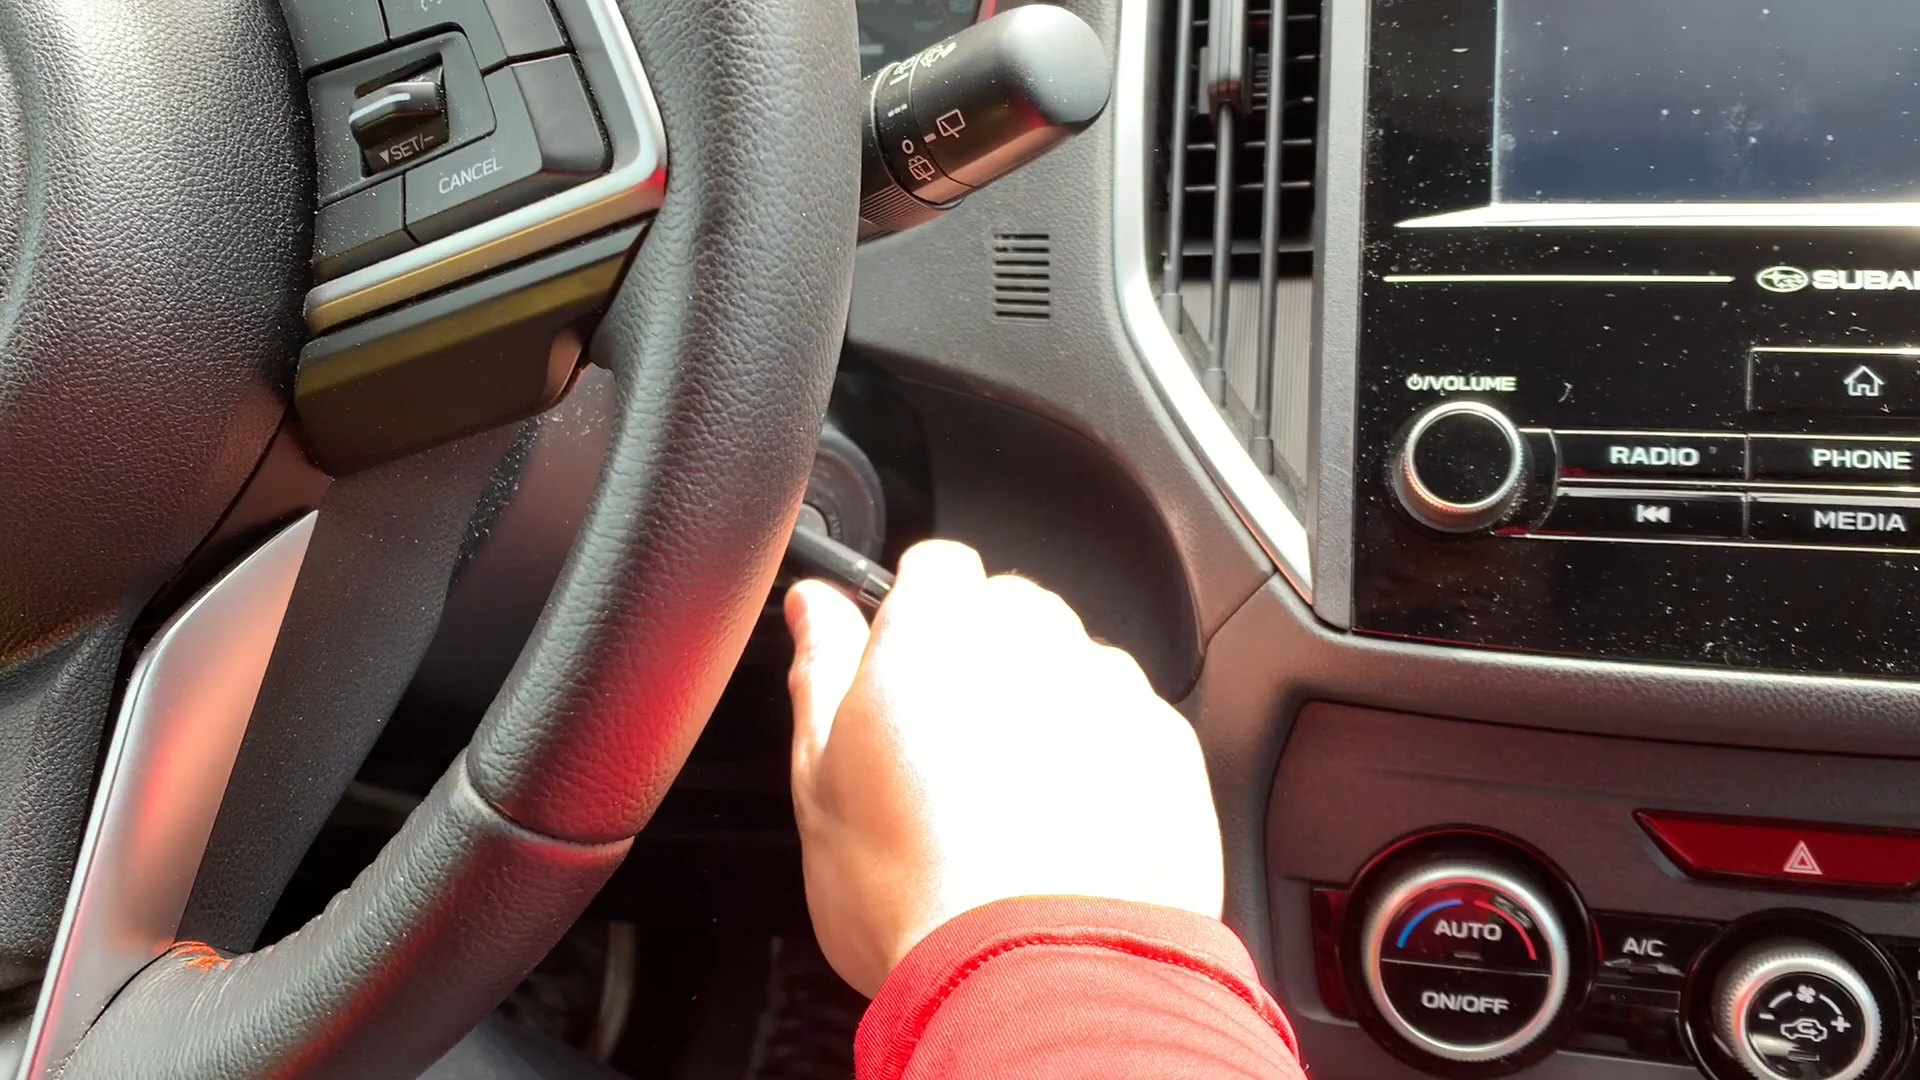 ▼SET/-
CANCEL
SUBA
⏻/VOLUME
RADIO
PHONE
⏮
MEDIA
AUTO
A/C
ON/OFF
- +